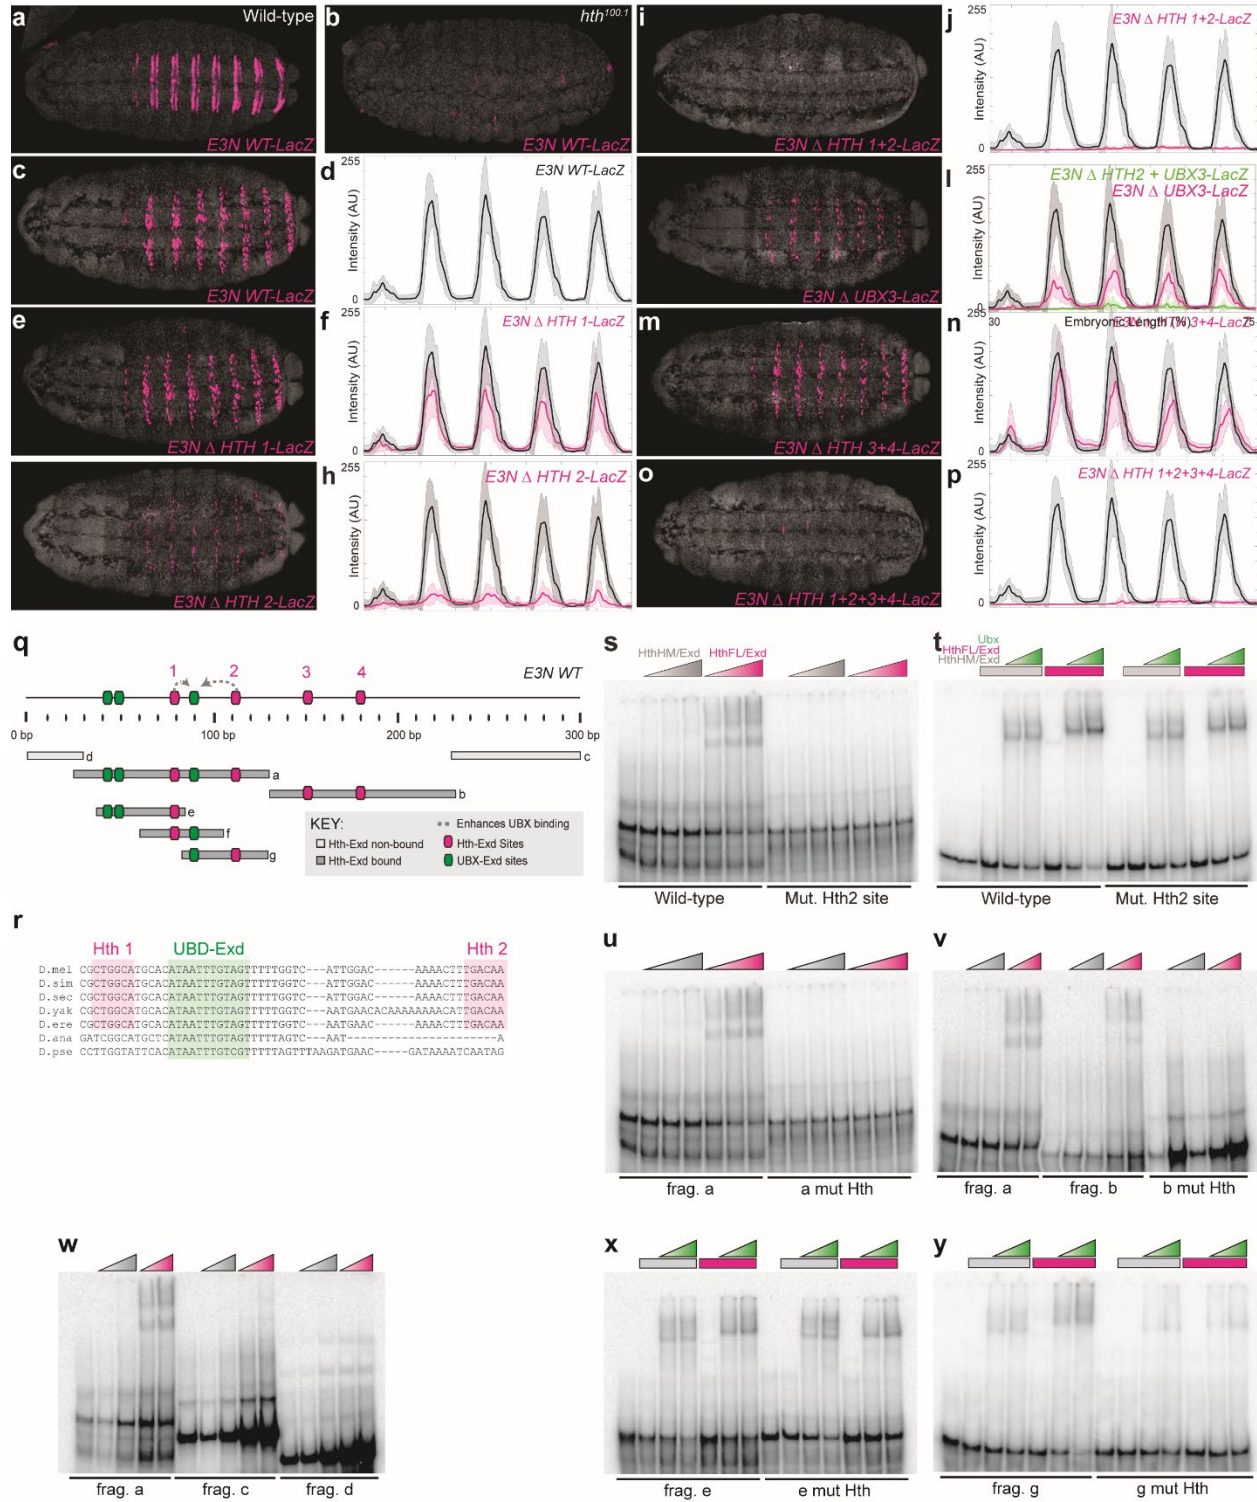 a
Wild-type
E3N WT-LacZ
b
hth100.1
E3N WT-LacZ
i
E3N Δ HTH 1+2-LacZ
j
255
E3N Δ HTH 1+2-LacZ
Intensity (AU)
0
c
E3N WT-LacZ
d
255
E3N WT-LacZ
Intensity (AU)
0
E3N Δ UBX3-LacZ
l
255
E3N Δ HTH2 + UBX3-LacZ
E3N Δ UBX3-LacZ
Intensity (AU)
0
30
Embryonic Length (%)
75
e
E3N Δ HTH 1-LacZ
f
255
E3N Δ HTH 1-LacZ
Intensity (AU)
0
m
E3N Δ HTH 3+4-LacZ
n
255
3+4-LacZ
Intensity (AU)
0
E3N Δ HTH 2-LacZ
h
255
E3N Δ HTH 2-LacZ
Intensity (AU)
0
o
E3N Δ HTH 1+2+3+4-LacZ
p
255
E3N Δ HTH 1+2+3+4-LacZ
Intensity (AU)
0
q
1 2 3 4
E3N WT
0 bp 100 bp 200 bp 300 bp
d
c
a
b
e
f
g
KEY:
Enhances UBX binding
Hth-Exd non-bound
Hth-Exd Sites
Hth-Exd bound
UBX-Exd sites
r
Hth 1 UBD-Exd Hth 2
D.mel CGCTGGCATGCACATAATTTGTAGTTTTTGGTC---ATTGGAC------AAAACTTTGACAA
D.sim CGCTGGCATGCACATAATTTGTAGTTTTTGGTC---ATTGGAC------AAAACTTTGACAA
D.sec CGCTGGCATGCACATAATTTGTAGTTTTTGGTC---ATTGGAC------AAAACTTTGACAA
D.yak CGCTGGCATGCACATAATTTGTAGTTTTTGGTC---ATGAACACAAAAAAAACATTGACAA
D.ere CGCTGGCATGCACATAATTTGTAGTTTTTGGTC---ATGGAC------AAAACTTTGACAA
D.ana GATCGGCATGCTCATAATTTGTAGTTTTTAGTC---AAT--------------------A
D.pse CCTTGGTATTCACATAATTTGTCGTTTTTAGTTTAAGATGAAC-----GATAAAATCAATAG
s
HthHM/Exd HthFL/Exd
Wild-type Mut. Hth2 site
t
Ubx
HthFL/Exd
HthHM/Exd
Wild-type Mut. Hth2 site
u
frag. a a mut Hth
v
frag. a frag. b b mut Hth
w
frag. a frag. c frag. d
x
frag. e e mut Hth
y
frag. g g mut Hth